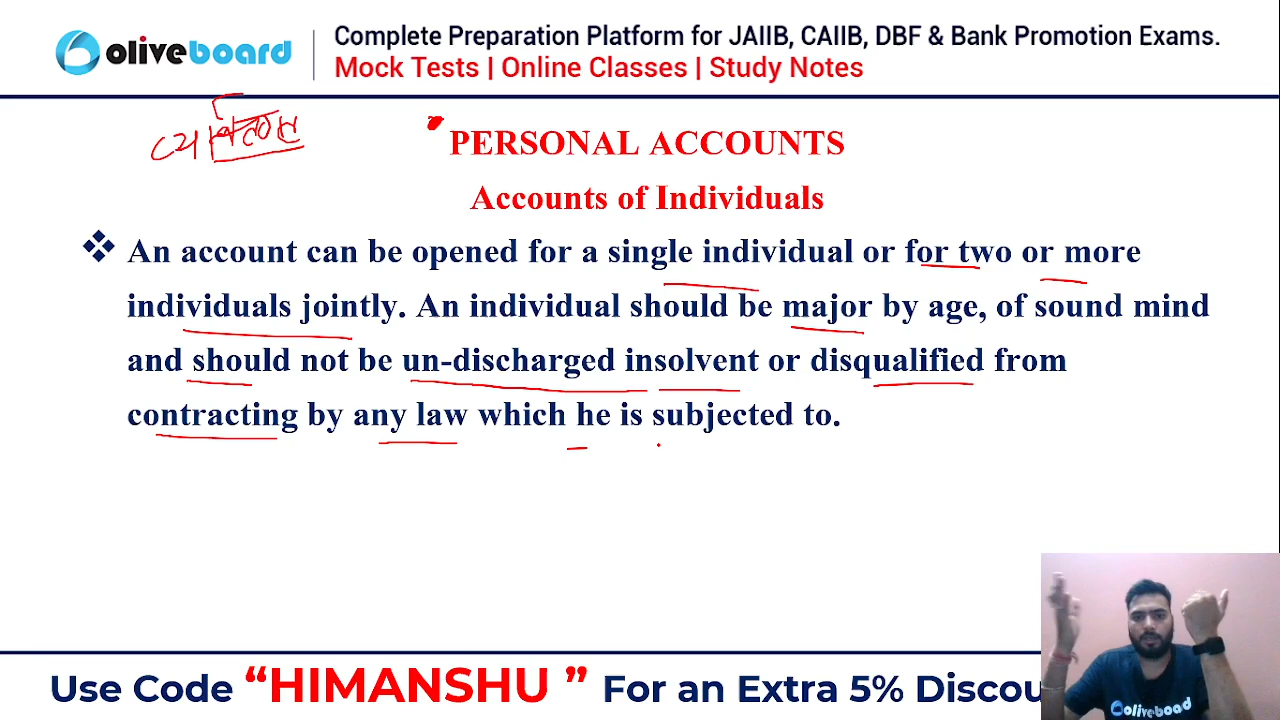 oliveboard
Complete Preparation Platform for JAIIB, CAIIB, DBF & Bank Promotion Exams.
Mock Tests | Online Classes | Study Notes
PERSONAL ACCOUNTS
Accounts of Individuals
An account can be opened for a single individual or for two or more
individuals jointly. An individual should be major by age, of sound mind
and should not be un-discharged insolvent or disqualified from
contracting by any law which he is subjected to.
oliveboard
Use Code “HIMANSHU ” For an Extra 5% Discou